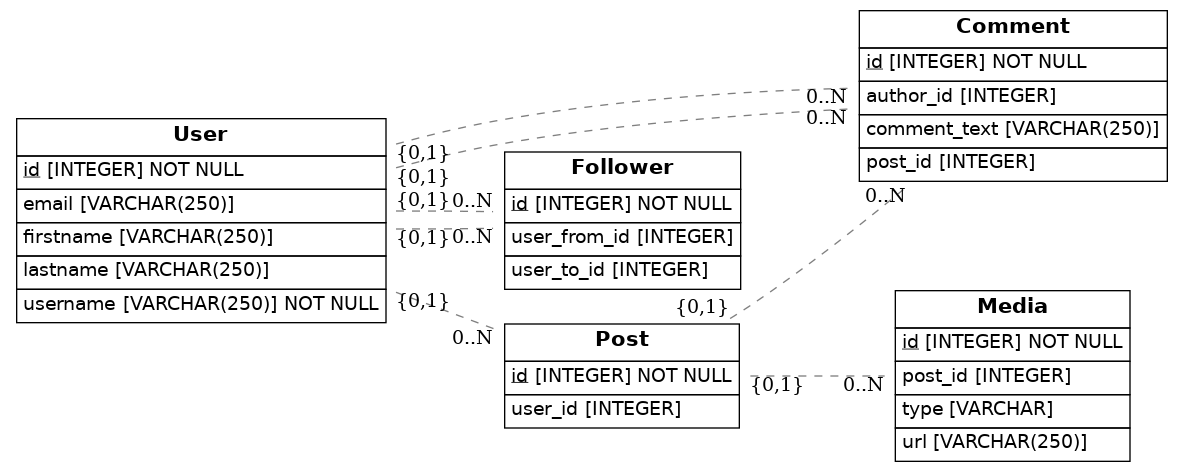 Comment
id [INTEGER] NOT NULL
author_id [INTEGER]
comment_text [VARCHAR(250)]
post_id [INTEGER]
0..N
0..N
User
id [INTEGER] NOT NULL
email [VARCHAR(250)]
firstname [VARCHAR(250)]
lastname [VARCHAR(250)]
username [VARCHAR(250)] NOT NULL
{0,1}
{0,1}
{0,1} 0..N
{0,1} 0..N
{0,1}
0..N
Follower
id [INTEGER] NOT NULL
user_from_id [INTEGER]
user_to_id [INTEGER]
0..N
{0,1}
Post
id [INTEGER] NOT NULL
user_id [INTEGER]
{0,1} 0..N
Media
id [INTEGER] NOT NULL
post_id [INTEGER]
type [VARCHAR]
url [VARCHAR(250)]